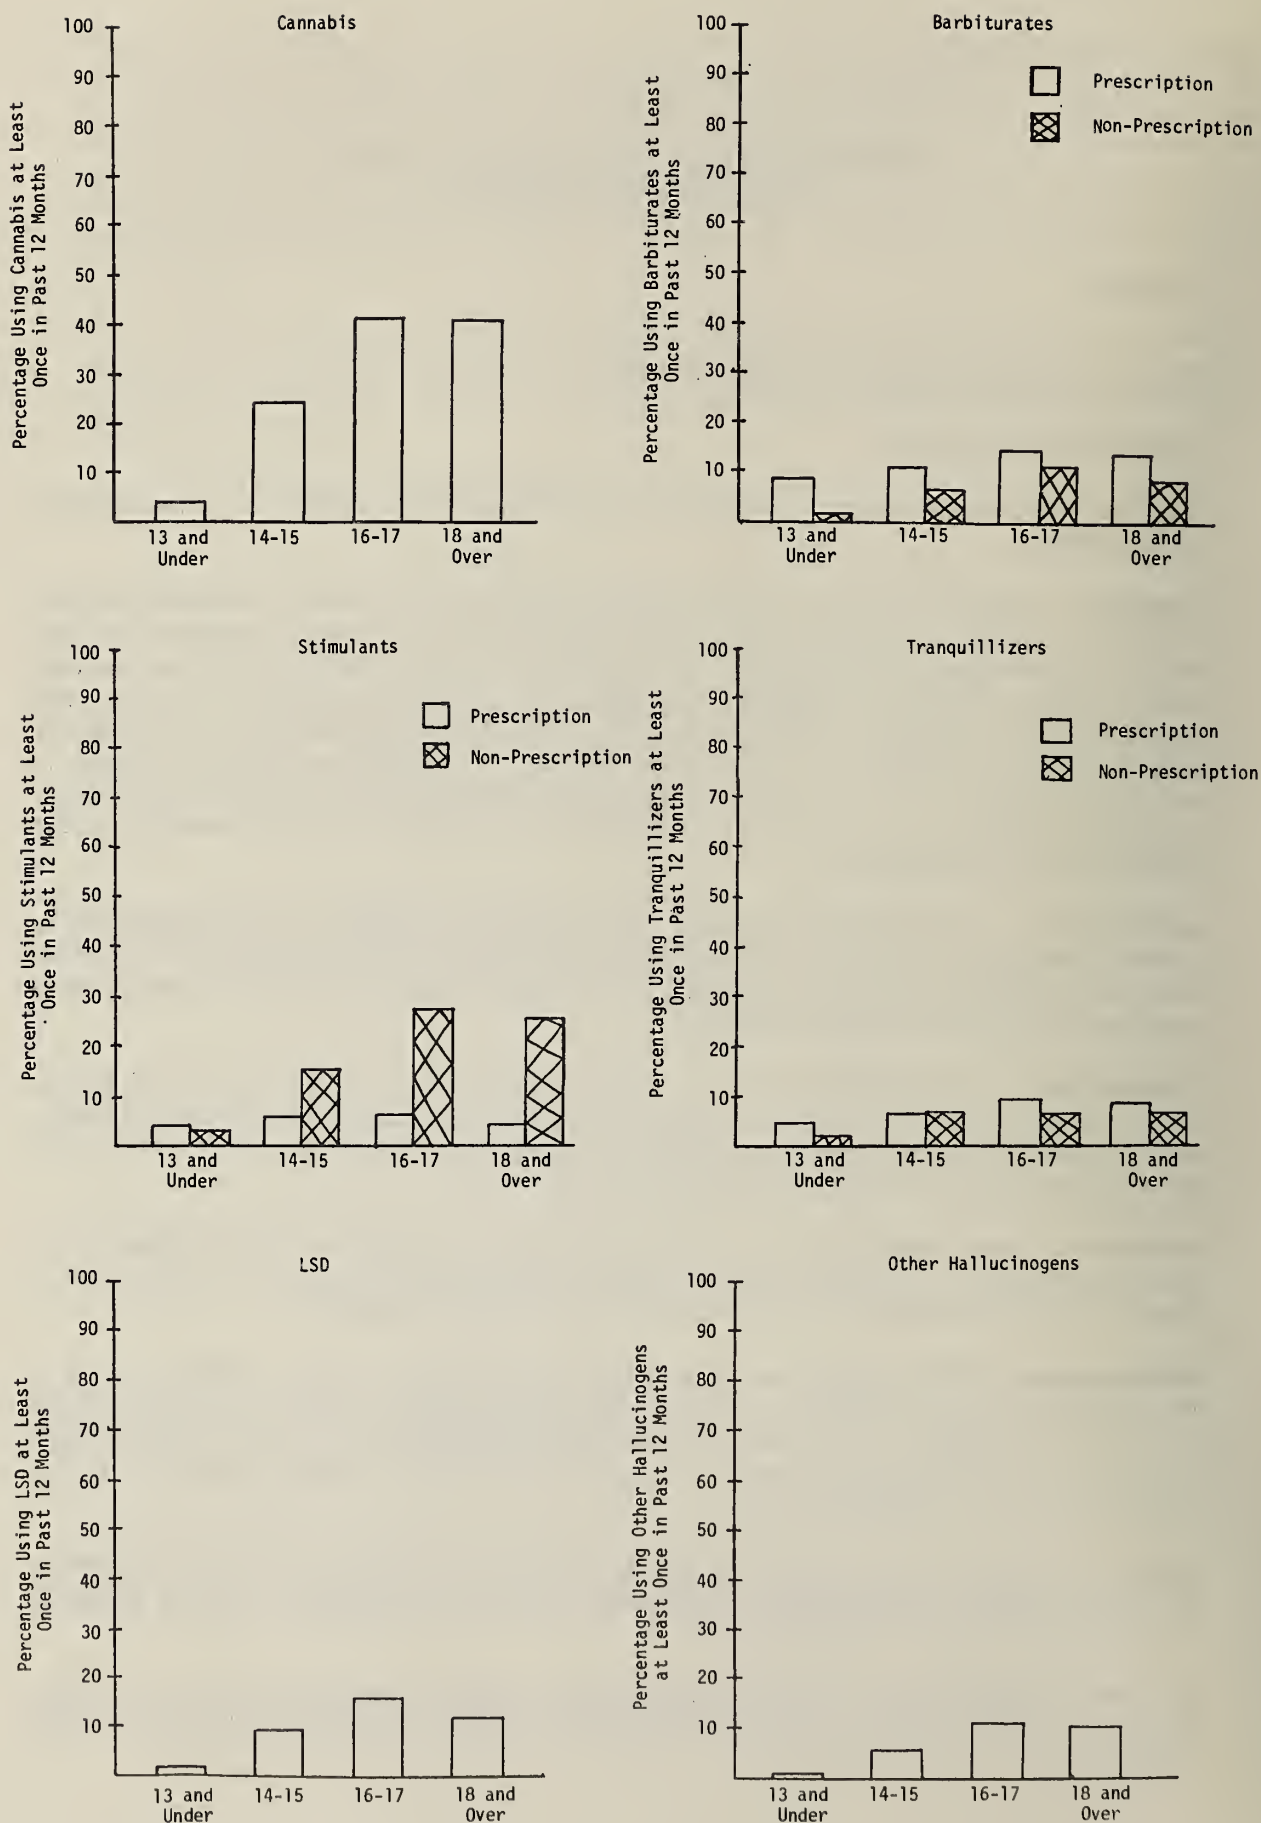 Cannabis
Percentage Using Cannabis at Least
Once in Past 12 Months
100
90
80
70
60
50
40
30
20
10
13 and
Under
14-15
16-17
18 and
Over
Barbiturates
Prescription
Non-Prescription
Percentage Using Barbiturates at Least
Once in Past 12 Months
100
90
80
70
60
50
40
30
20
10
13 and
Under
14-15
16-17
18 and
Over
Stimulants
Prescription
Non-Prescription
Percentage Using Stimulants at Least
Once in Past 12 Months
100
90
80
70
60
50
40
30
20
10
13 and
Under
14-15
16-17
18 and
Over
Tranquillizers
Prescription
Non-Prescription
Percentage Using Tranquillizers at Least
Once in Past 12 Months
100
90
80
70
60
50
40
30
20
10
13 and
Under
14-15
16-17
18 and
Over
LSD
Percentage Using LSD at Least
Once in Past 12 Months
100
90
80
70
60
50
40
30
20
10
13 and
Under
14-15
16-17
18 and
Over
Other Hallucinogens
Percentage Using Other Hallucinogens
at Least Once in Past 12 Months
100
90
80
70
60
50
40
30
20
10
13 and
Under
14-15
16-17
18 and
Over